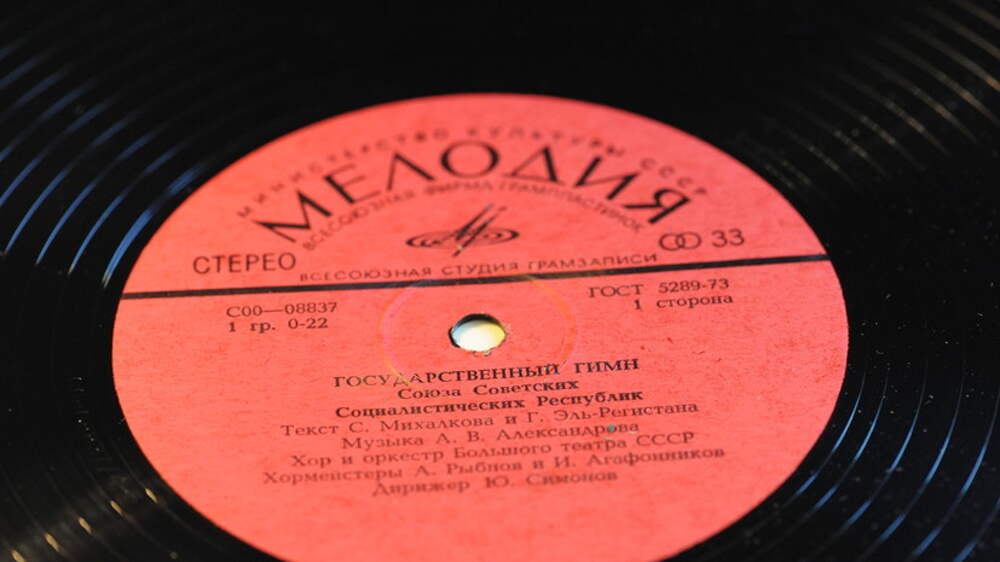 МИНИСТЕРСТВО КУЛЬТУРЫ СССР
МЕЛОДИЯ
ВСЕСОЮЗНАЯ ФИРМА ГРАМПЛАСТИНОК
СТЕРЕО
33
ВСЕСОЮЗНАЯ СТУДИЯ ГРАМЗАПИСИ
С00—08837
ГОСТ 5289-73
1 гр. 0-22
1 сторона
ГОСУДАРСТВЕННЫЙ ГИМН
Союза Советских
Социалистических Республик
Текст С. Михалкова и Г. Эль-Регистана
Музыка А. В. Александрова
Хор и оркестр Большого театра СССР
Хормейстеры А. Рыбнов и И. Агафонников
Дирижер Ю. Симонов